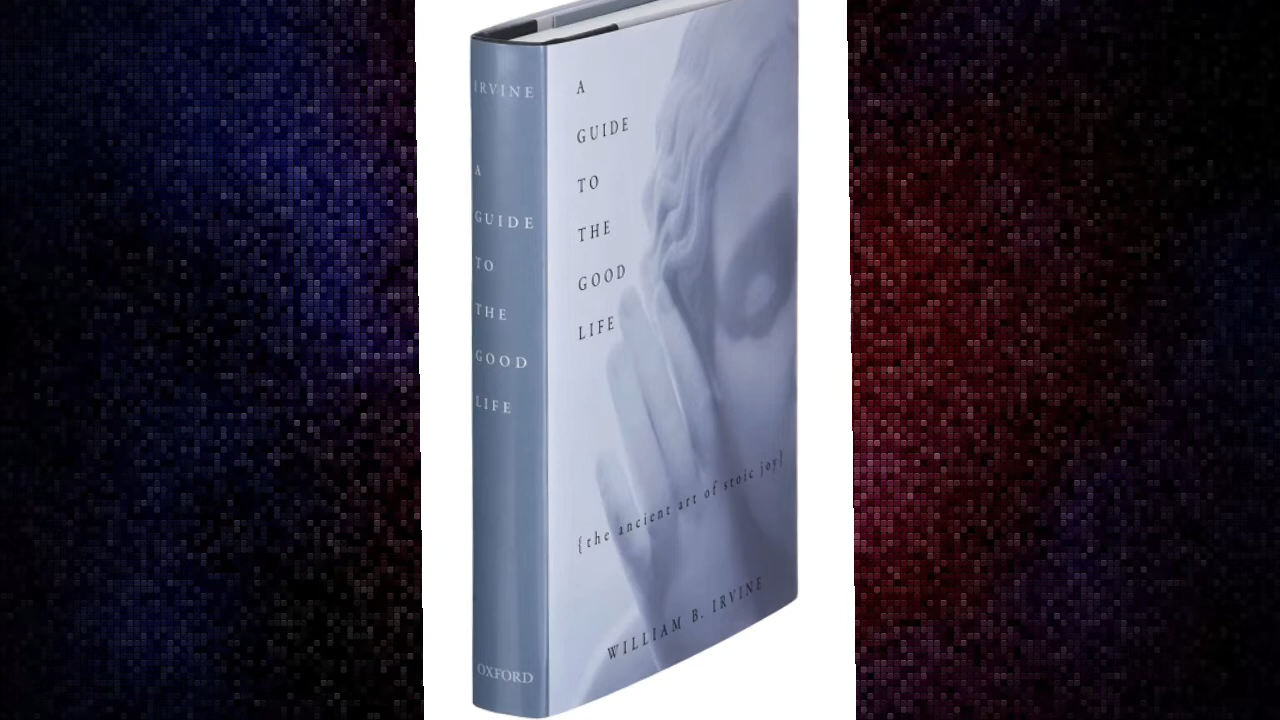 IRVINE
A
GUIDE
TO
THE
GOOD
LIFE
OXFORD
A
GUIDE
TO
THE
GOOD
LIFE
{the ancient art of stoic joy}
WILLIAM B. IRVINE